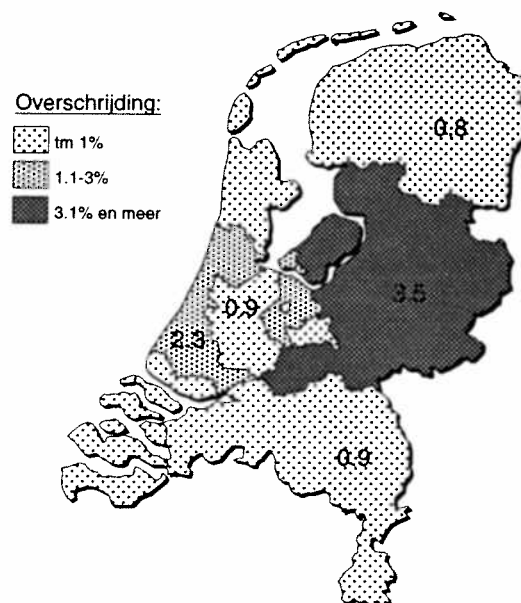 Overschrijding:
tm 1%
1.1-3%
3.1% en meer
0.8
3.5
0.9
2.3
0.9